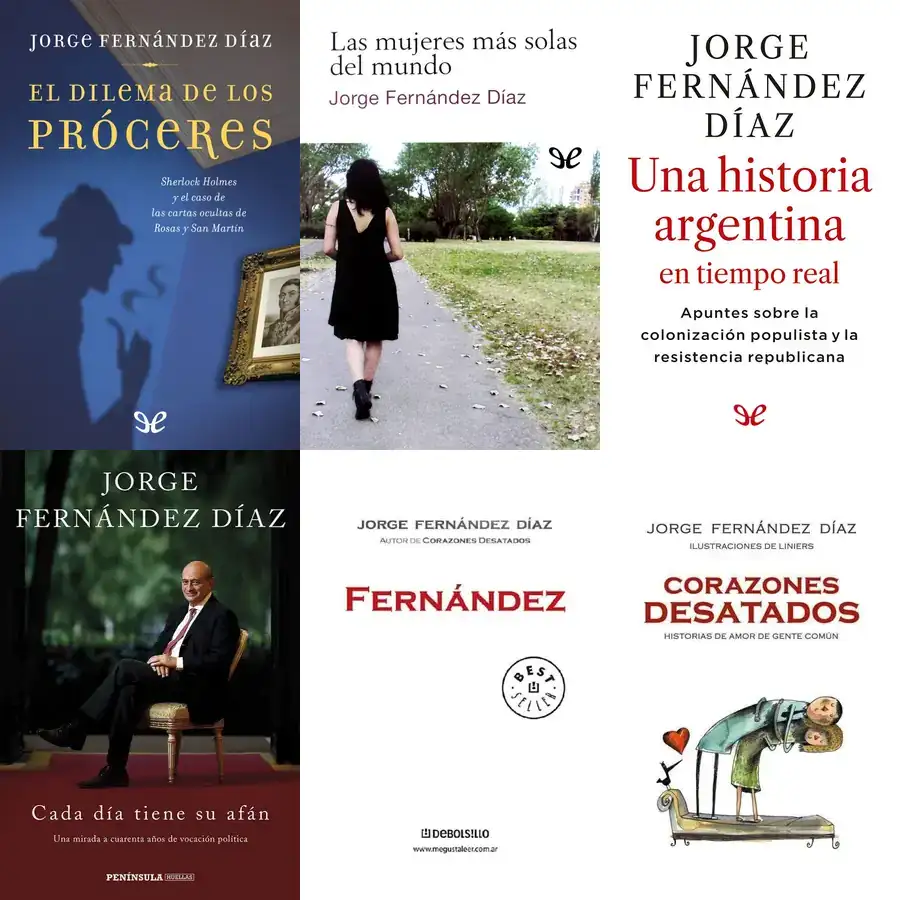 JORGE FERNÁNDEZ DÍAZ
EL DILEMA DE LOS
PRÓCERES
Sherlock Holmes
y el caso de
las cartas ocultas de
Rosas y San Martín
Las mujeres más solas
del mundo
Jorge Fernández Díaz
JORGE
FERNÁNDEZ
DÍAZ
Una historia
argentina
en tiempo real
Apuntes sobre la
colonización populista y la
resistencia republicana
JORGE
FERNÁNDEZ DÍAZ
Cada día tiene su afán
Una mirada a cuarenta años de vocación política
PENÍNSULA HUELLAS
JORGE FERNÁNDEZ DÍAZ
AUTOR DE CORAZONES DESATADOS
FERNÁNDEZ
BEST
SELLER
DEBOLSILLO
www.megustaleer.com.ar
JORGE FERNÁNDEZ DÍAZ
ILUSTRACIONES DE LINIERS
CORAZONES
DESATADOS
HISTORIAS DE AMOR DE GENTE COMÚN